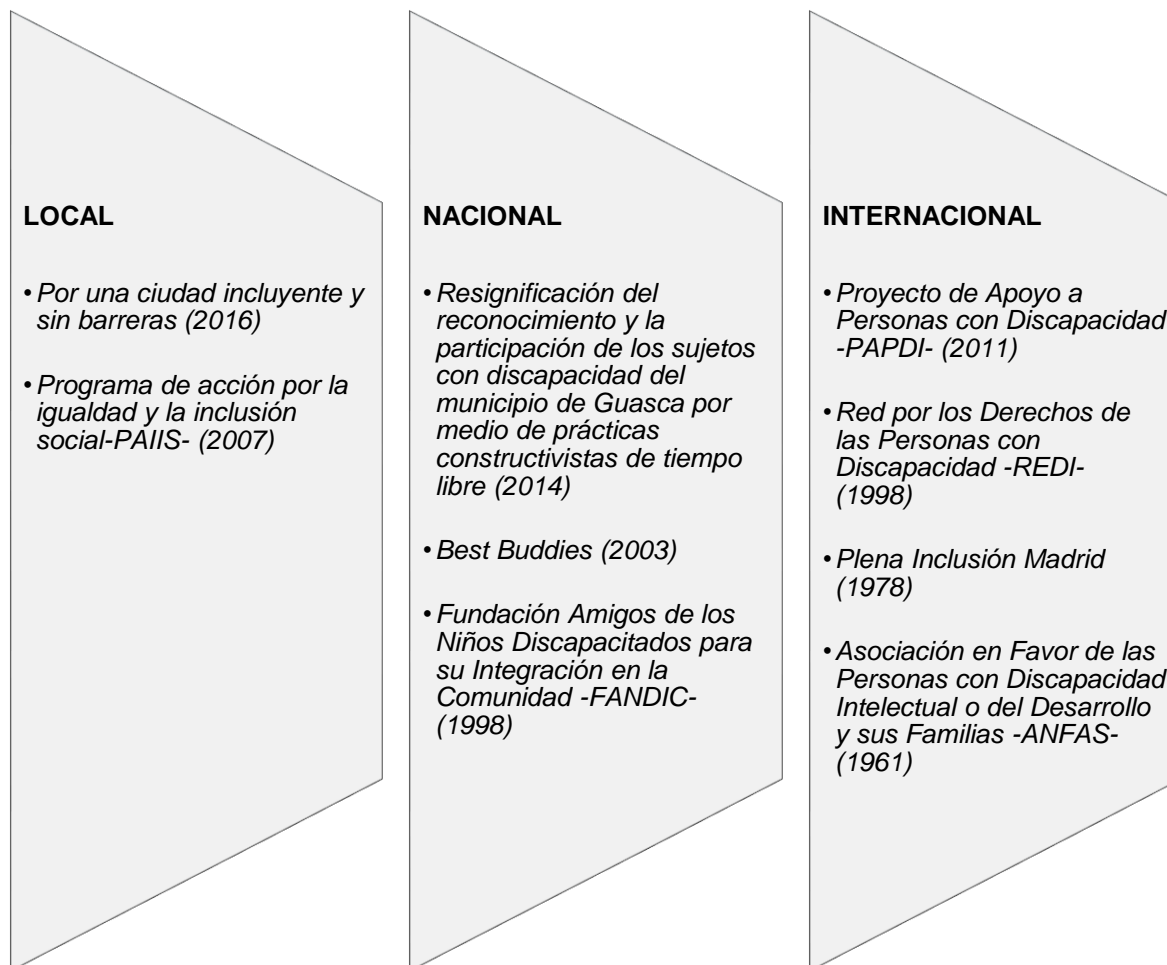 LOCAL
• Por una ciudad incluyente y
sin barreras (2016)
• Programa de acción por la
igualdad y la inclusión
social-PAIIS- (2007)
NACIONAL
• Resignificación del
reconocimiento y la
participación de los sujetos
con discapacidad del
municipio de Guasca por
medio de prácticas
constructivistas de tiempo
libre (2014)
• Best Buddies (2003)
• Fundación Amigos de los
Niños Discapacitados para
su Integración en la
Comunidad -FANDIC-
(1998)
INTERNACIONAL
• Proyecto de Apoyo a
Personas con Discapacidad
-PAPDI- (2011)
• Red por los Derechos de
las Personas con
Discapacidad -REDI-
(1998)
• Plena Inclusión Madrid
(1978)
• Asociación en Favor de las
Personas con Discapacidad
Intelectual o del Desarrollo
y sus Familias -ANFAS-
(1961)